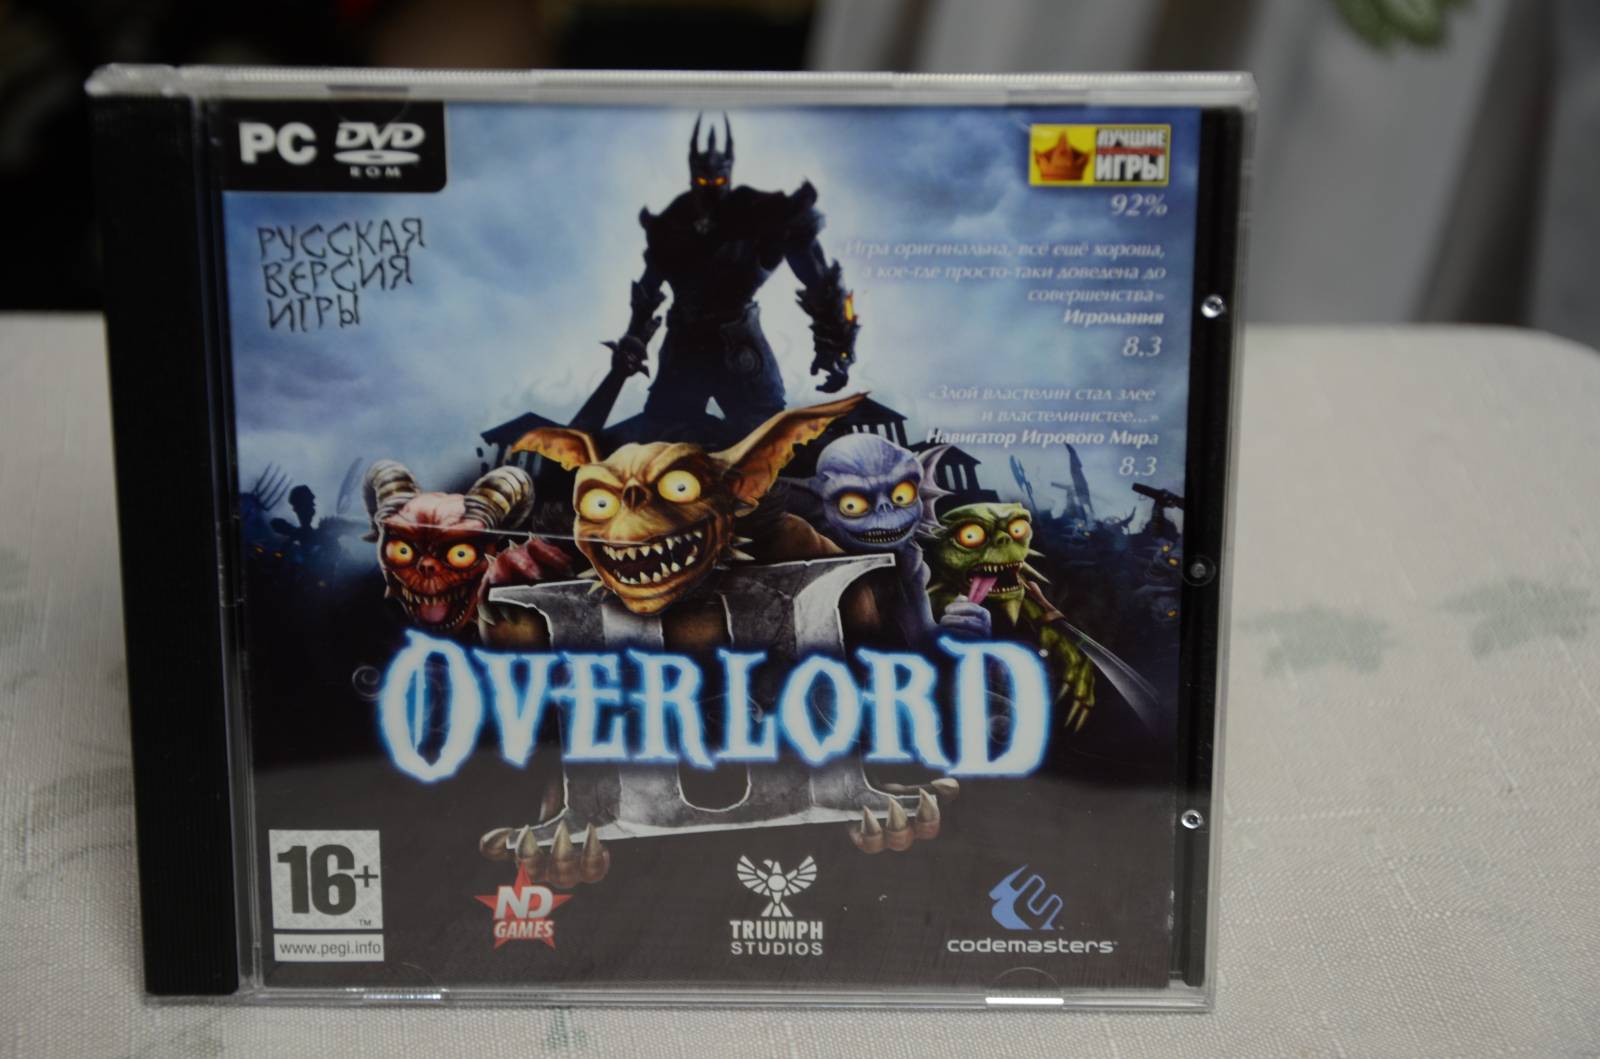 PC DVD
ROM
РУССКАЯ
ВЕРСИЯ
ИГРЫ
ЛУЧШИЕ
ИГРЫ
92%
«Игра оригинальна, всё ещё хороша,
а кое-где просто-таки доведена до
совершенства»
Игромания
8.3
«Злой властелин стал злее
и властелинистее...»
Навигатор Игрового Мира
8.3
II
OVERLORD
16+
™
www.pegi.info
ND
GAMES
TRIUMPH
STUDIOS
codemasters